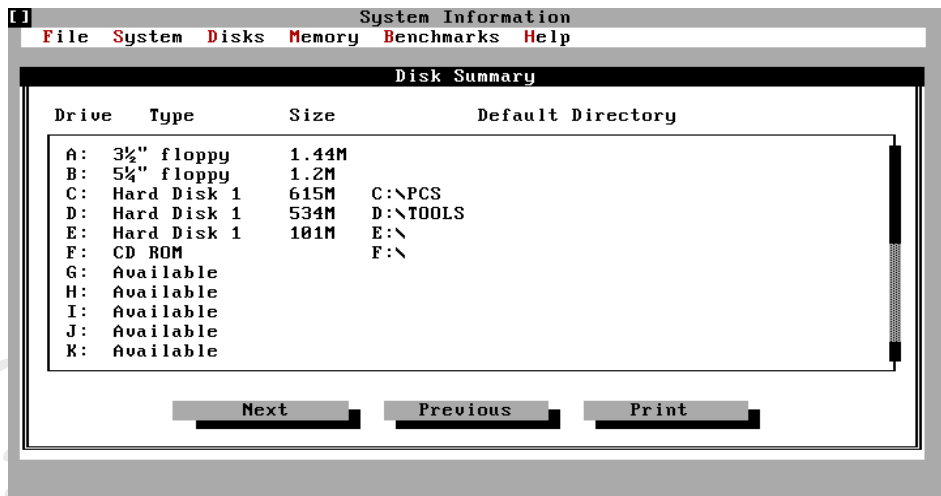 [ ] System Information
File System Disks Memory Benchmarks Help
Disk Summary
Drive Type Size Default Directory
A: 3½" floppy 1.44M
B: 5¼" floppy 1.2M
C: Hard Disk 1 615M C:\PCS
D: Hard Disk 1 534M D:\TOOLS
E: Hard Disk 1 101M E:\
F: CD ROM F:\
G: Available
H: Available
I: Available
J: Available
K: Available
Next Previous Print